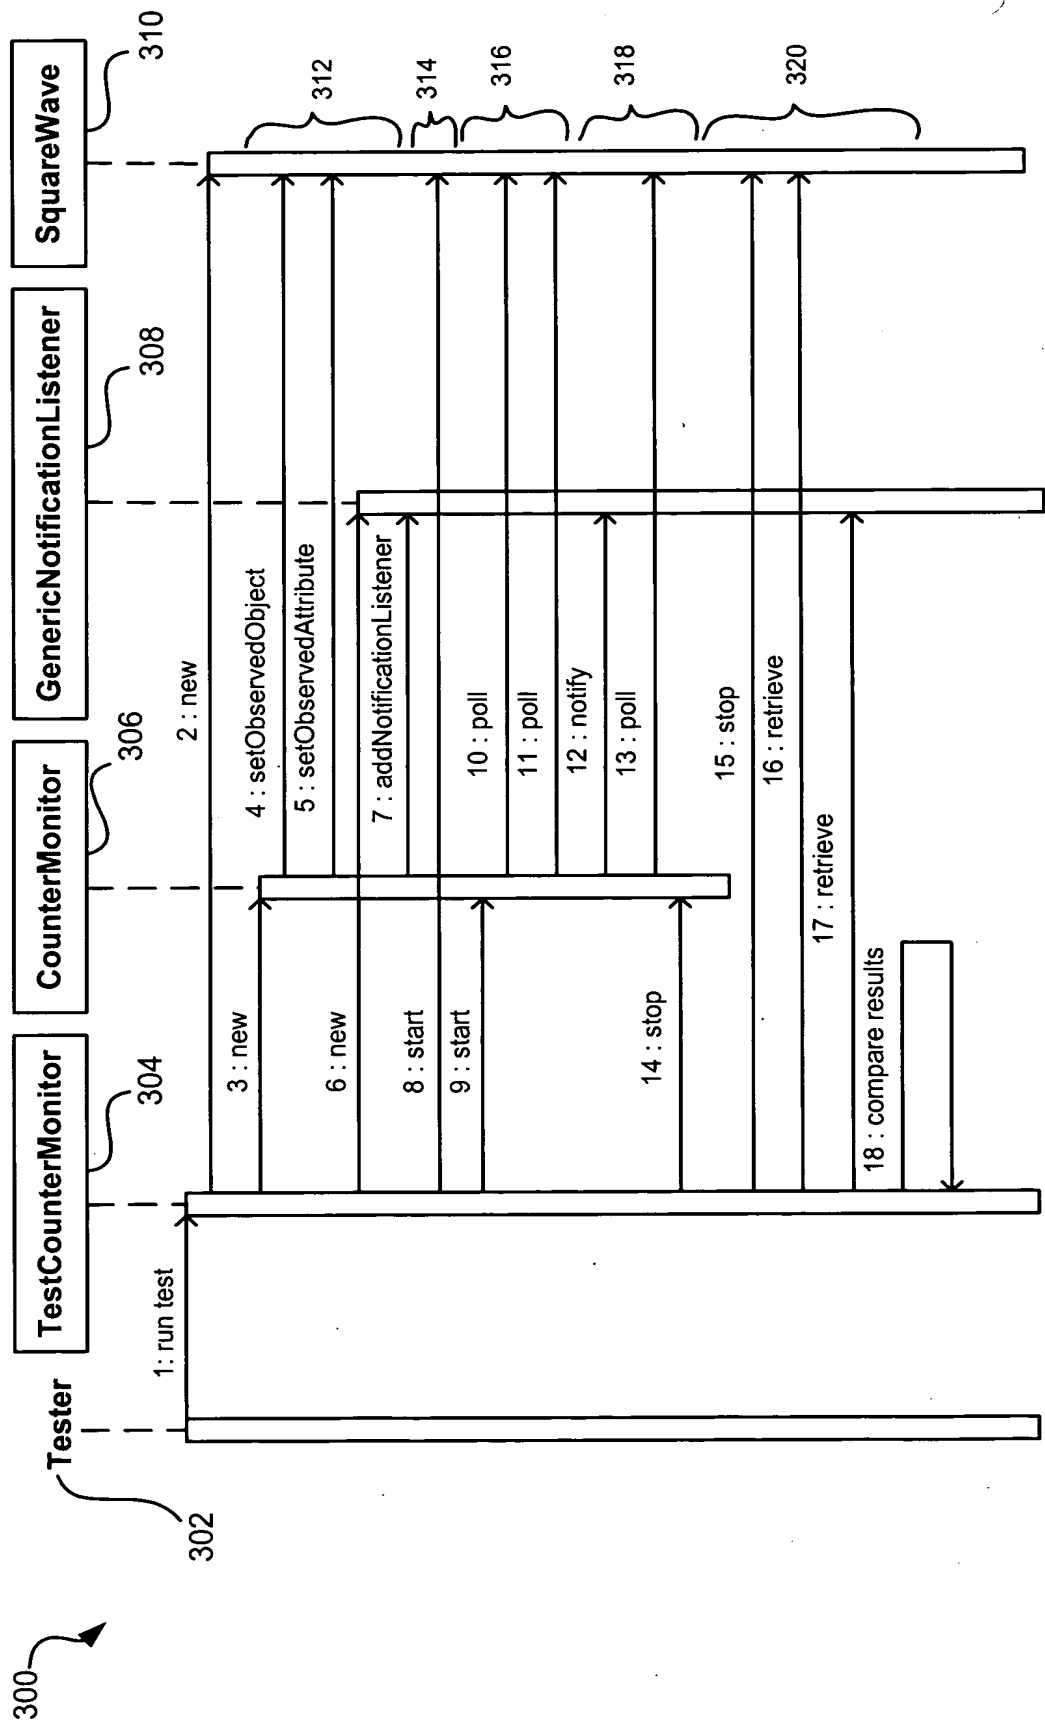 300
302
Tester
TestCounterMonitor
304
CounterMonitor
306
GenericNotificationListener
308
SquareWave
310
1: run test
2 : new
3 : new
4 : setObservedObject
5 : setObservedAttribute
6 : new
7 : addNotificationListener
8 : start
9 : start
10 : poll
11 : poll
12 : notify
13 : poll
14 : stop
15 : stop
16 : retrieve
17 : retrieve
18 : compare results
312
314
316
318
320